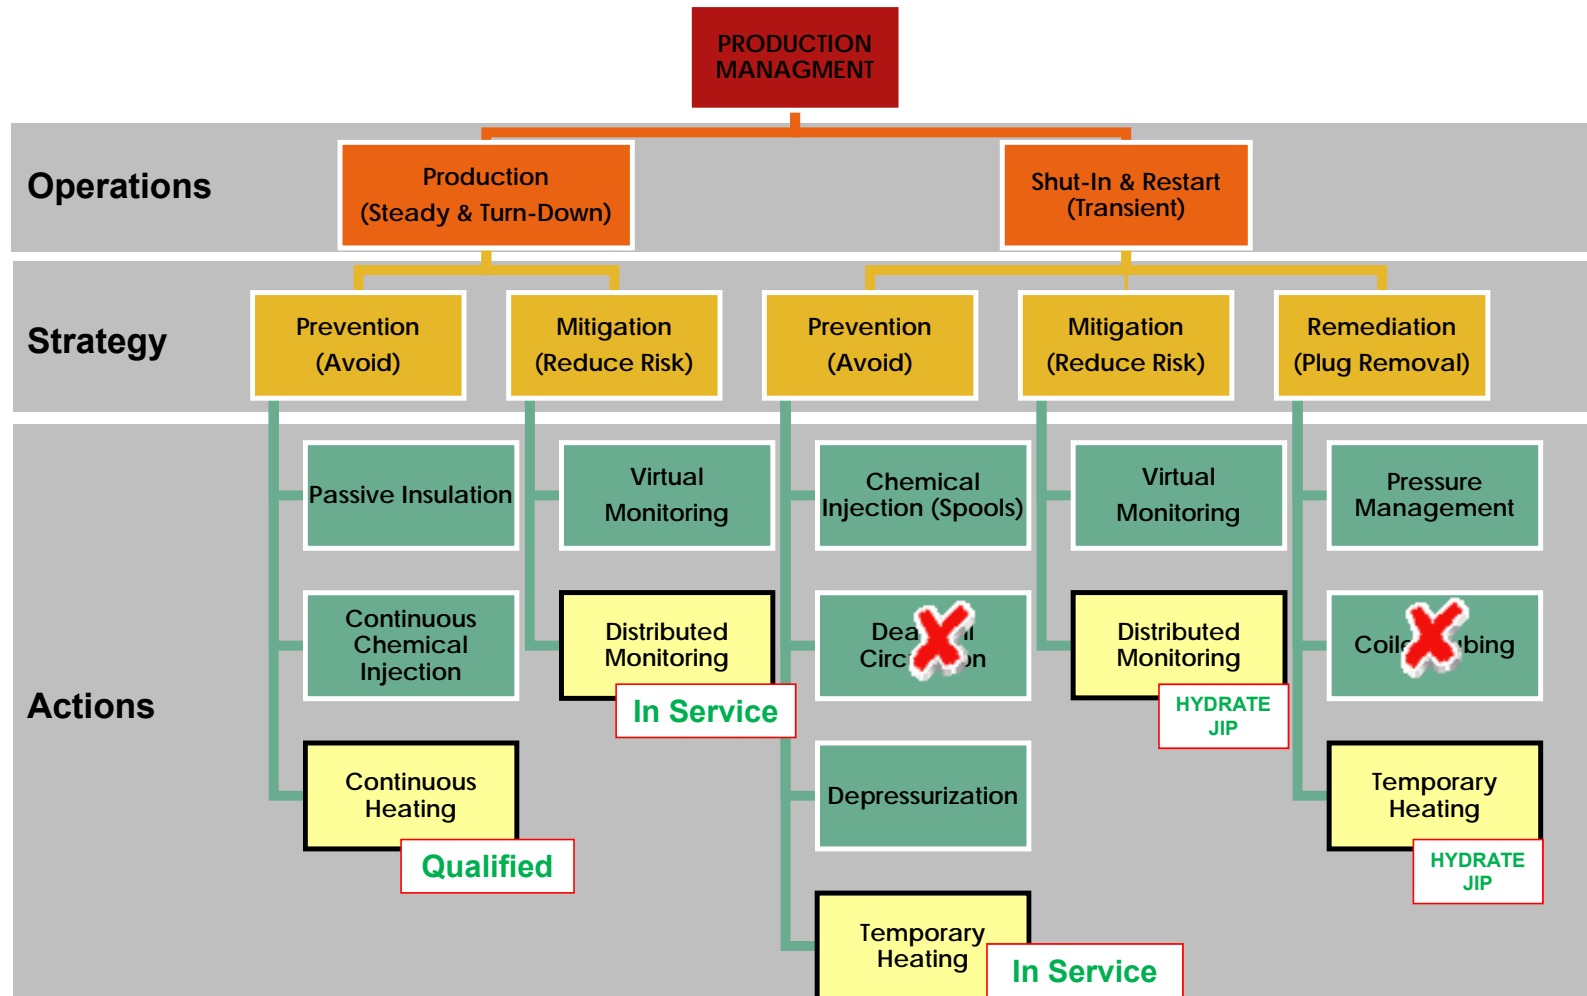 PRODUCTION
MANAGMENT
Operations
Production
(Steady & Turn-Down)
Shut-In & Restart
(Transient)
Strategy
Prevention
(Avoid)
Mitigation
(Reduce Risk)
Prevention
(Avoid)
Mitigation
(Reduce Risk)
Remediation
(Plug Removal)
Actions
Passive Insulation
Continuous
Chemical
Injection
Continuous
Heating
Qualified
Virtual
Monitoring
Distributed
Monitoring
In Service
Chemical
Injection (Spools)
Depressurization
Temporary
Heating
In Service
Virtual
Monitoring
Distributed
Monitoring
HYDRATE
JIP
Pressure
Management
Temporary
Heating
HYDRATE
JIP